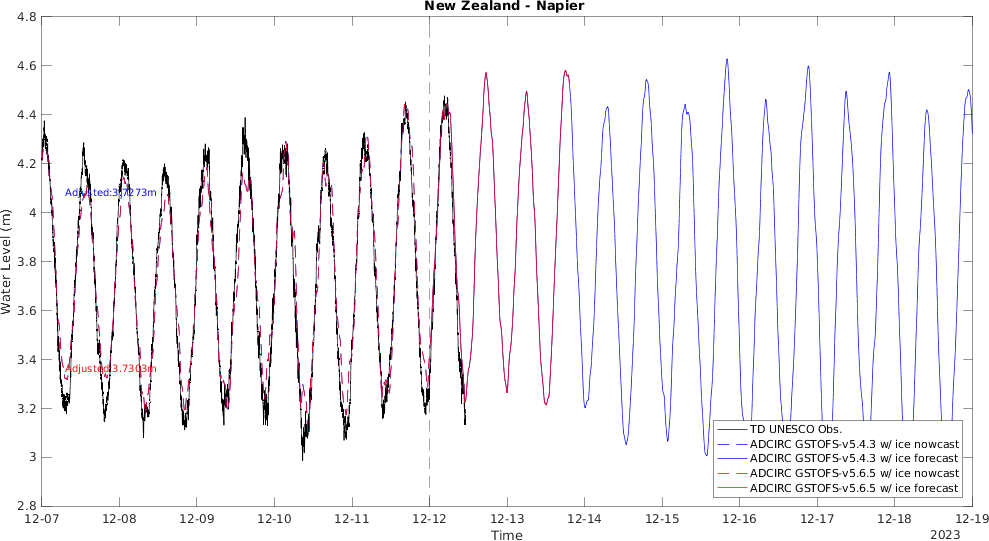 New Zealand - Napier
4.8
4.6
4.4
4.2
4
3.8
3.6
3.4
3.2
3
2.8
Water Level (m)
Adjusted:3.7273m
Adjusted:3.7303m
TD UNESCO Obs.
ADCIRC GSTOFS-v5.4.3 w/ ice nowcast
ADCIRC GSTOFS-v5.4.3 w/ ice forecast
ADCIRC GSTOFS-v5.6.5 w/ ice nowcast
ADCIRC GSTOFS-v5.6.5 w/ ice forecast
12-07 12-08 12-09 12-10 12-11 12-12 12-13 12-14 12-15 12-16 12-17 12-18 12-19
Time
2023